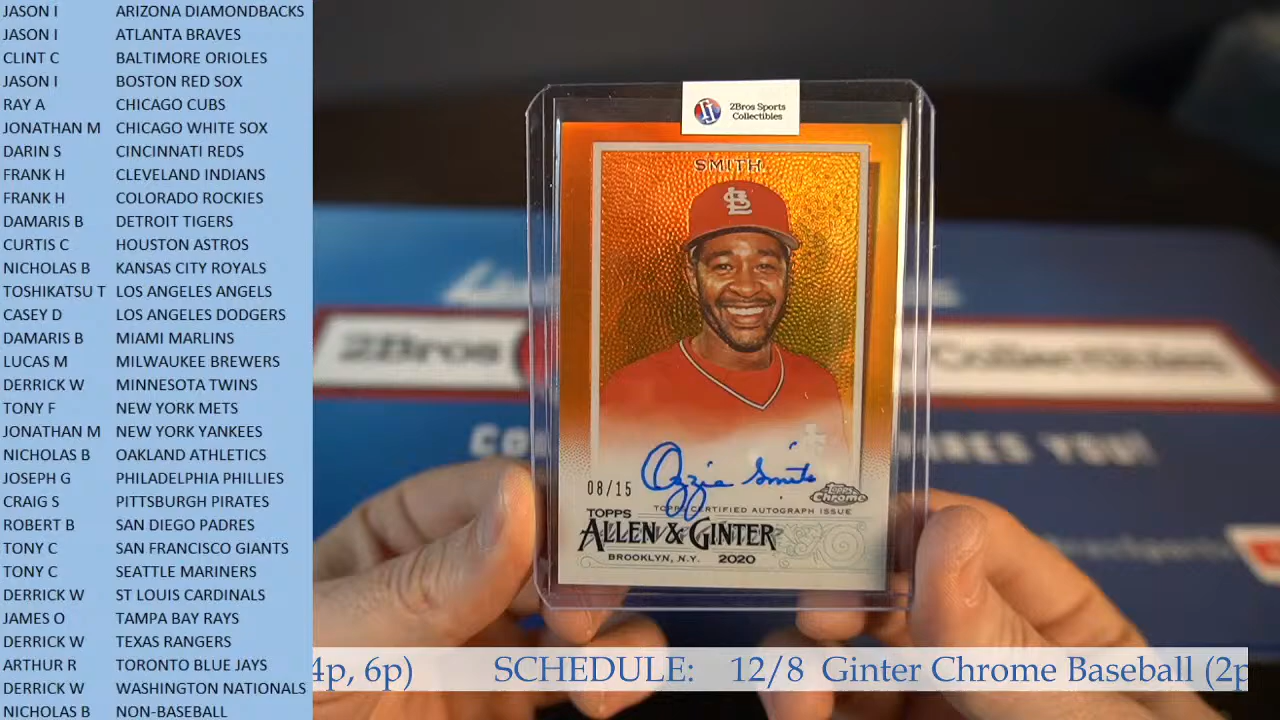 JASON I ARIZONA DIAMONDBACKS
JASON I ATLANTA BRAVES
CLINT C BALTIMORE ORIOLES
JASON I BOSTON RED SOX
RAY A CHICAGO CUBS
JONATHAN M CHICAGO WHITE SOX
DARIN S CINCINNATI REDS
FRANK H CLEVELAND INDIANS
FRANK H COLORADO ROCKIES
DAMARIS B DETROIT TIGERS
CURTIS C HOUSTON ASTROS
NICHOLAS B KANSAS CITY ROYALS
TOSHIKATSU T LOS ANGELES ANGELS
CASEY D LOS ANGELES DODGERS
DAMARIS B MIAMI MARLINS
LUCAS M MILWAUKEE BREWERS
DERRICK W MINNESOTA TWINS
TONY F NEW YORK METS
JONATHAN M NEW YORK YANKEES
NICHOLAS B OAKLAND ATHLETICS
JOSEPH G PHILADELPHIA PHILLIES
CRAIG S PITTSBURGH PIRATES
ROBERT B SAN DIEGO PADRES
TONY C SAN FRANCISCO GIANTS
TONY C SEATTLE MARINERS
DERRICK W ST LOUIS CARDINALS
JAMES O TAMPA BAY RAYS
DERRICK W TEXAS RANGERS
ARTHUR R TORONTO BLUE JAYS
DERRICK W WASHINGTON NATIONALS
NICHOLAS B NON-BASEBALL
2Bros Sports
Collectibles
SMITH
STL
2Bros
Collectibles
Ozzie Smith
08/15
Topps
Chrome
TOPPS CERTIFIED AUTOGRAPH ISSUE
TOPPS
ALLEN & GINTER
BROOKLYN, N.Y. 2020
4p, 6p) SCHEDULE: 12/8 Ginter Chrome Baseball (2p